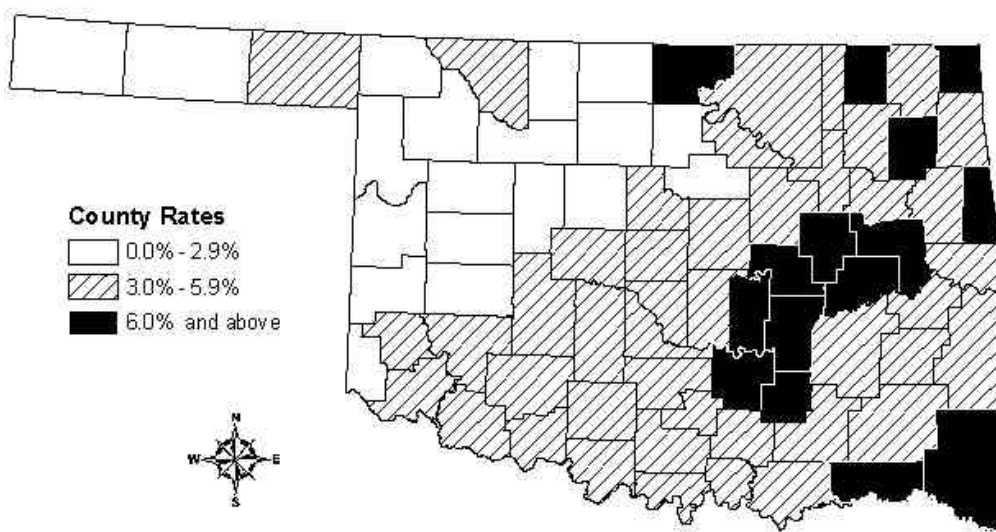 County Rates
0.0% - 2.9%
3.0% - 5.9%
6.0% and above
N
W E
S